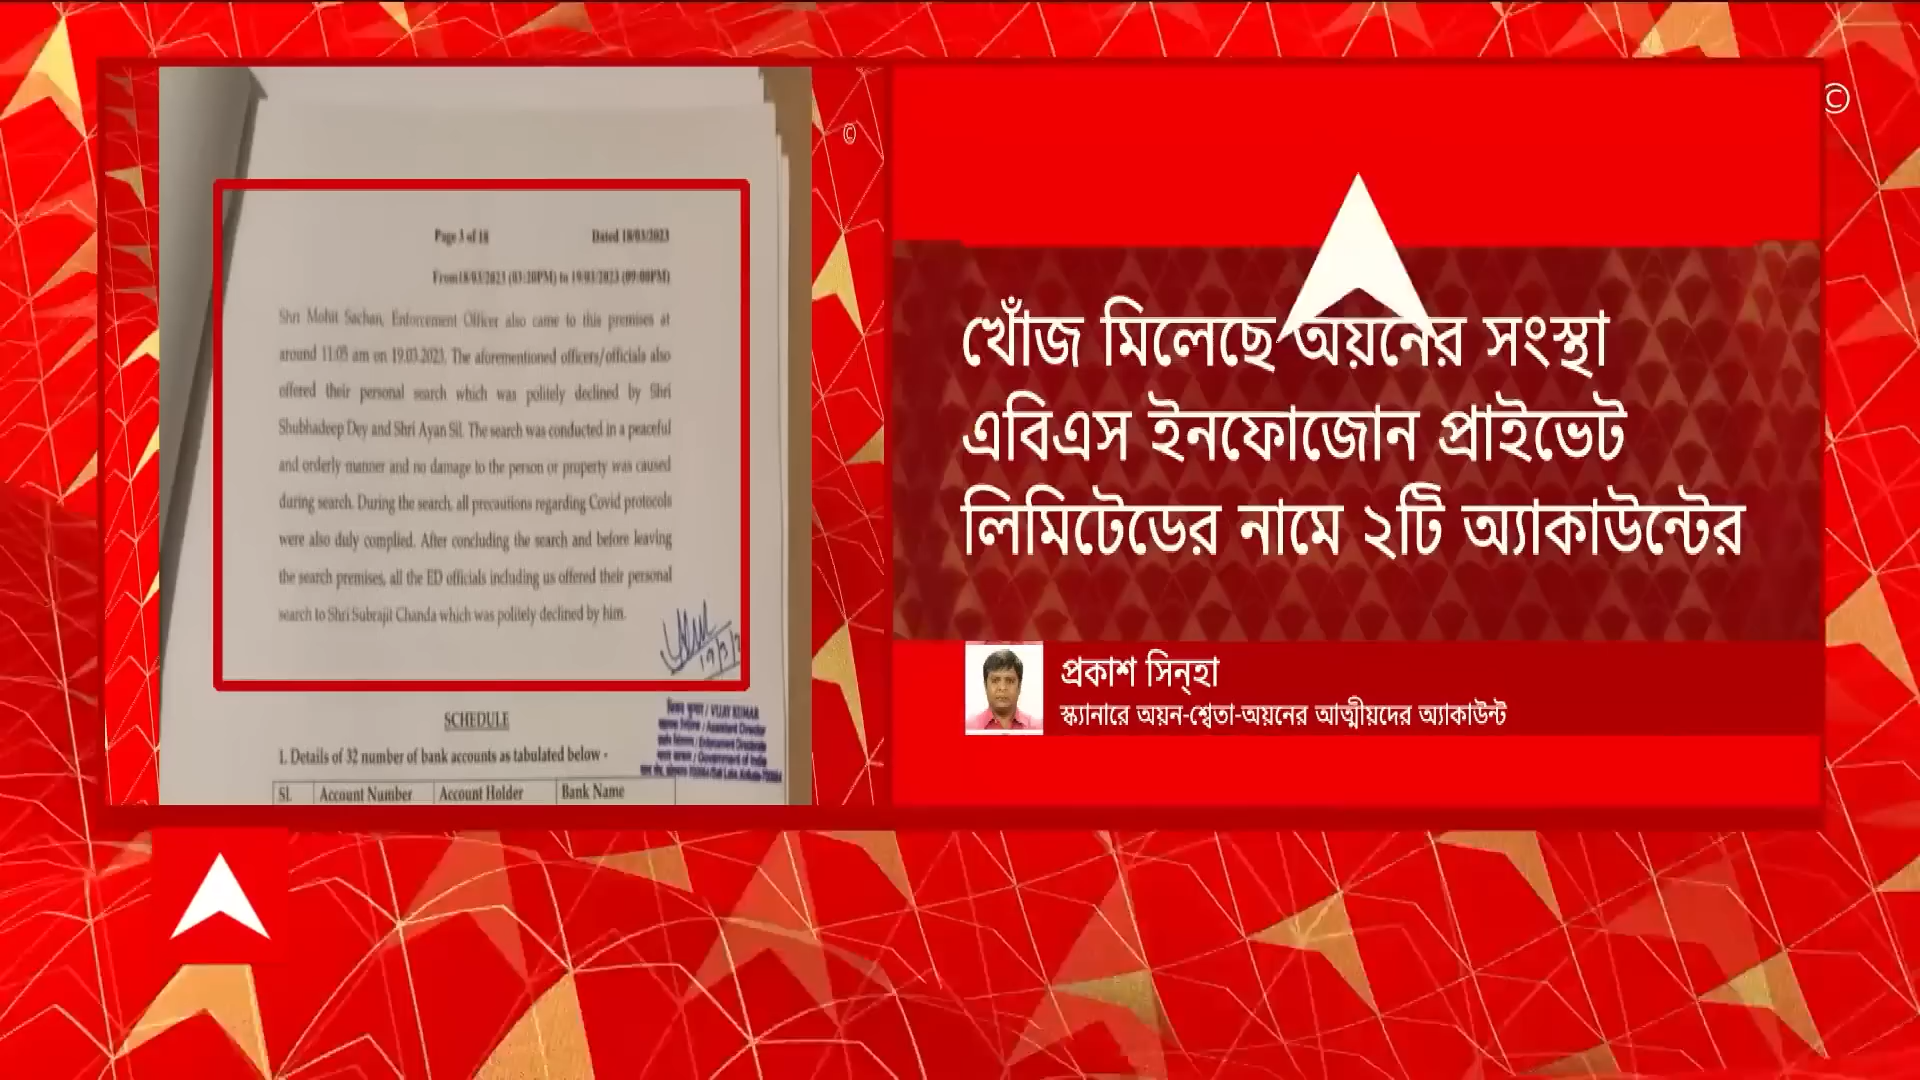 ©
©
Page 3 of 18 Dated 18/03/2023
From 18/03/2023 (03:20PM) to 19/03/2023 (09:00PM)
Shri Mohit Sachan, Enforcement Officer also came to this premises at
around 11:05 am on 19.03.2023. The aforementioned officers/officials also
offered their personal search which was politely declined by Shri
Shubhadeep Dey and Shri Ayan Sil. The search was conducted in a peaceful
and orderly manner and no damage to the person or property was caused
during search. During the search, all precautions regarding Covid protocols
were also duly complied. After concluding the search and before leaving
the search premises, all the ED officials including us offered their personal
search to Shri Subrajit Chanda which was politely declined by him.
SCHEDULE
1. Details of 32 number of bank accounts as tabulated below -
Sl. Account Number Account Holder Bank Name
/ VIJAY KUMAR
/ Assistant Director
/ Enforcement Directorate
/ Government of India
খোঁজ মিলেছে অয়নের সংস্থা
এবিএস ইনফোজোন প্রাইভেট
লিমিটেডের নামে ২টি অ্যাকাউন্টের
প্রকাশ সিন্‌হা
স্ক্যানারে অয়ন-শ্বেতা-অয়নের আত্মীয়দের অ্যাকাউন্ট